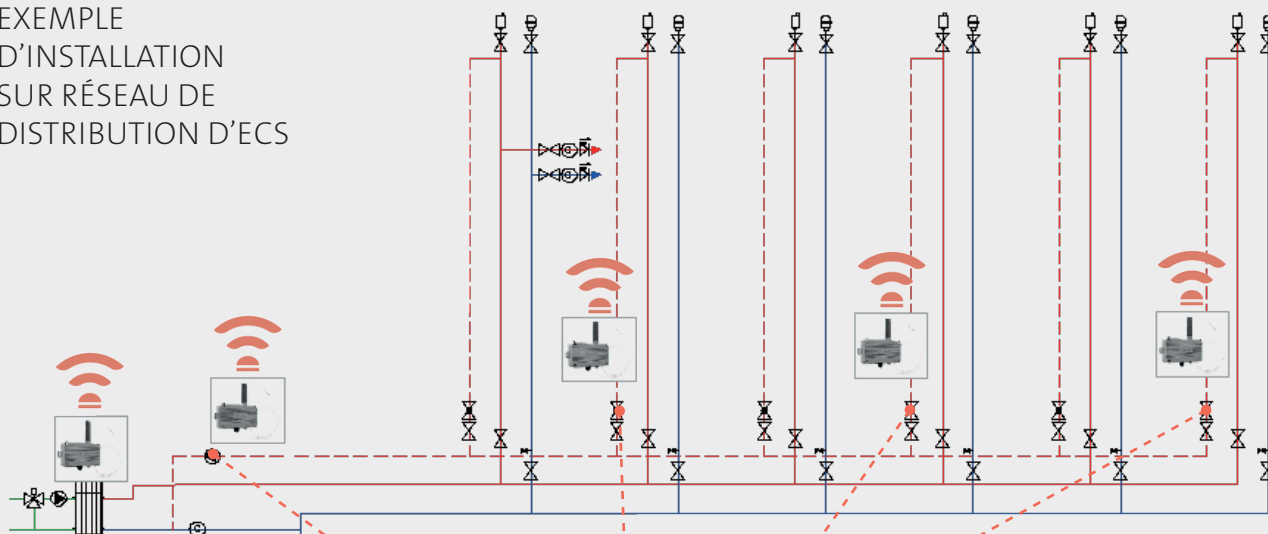 EXEMPLE
D'INSTALLATION
SUR RÉSEAU DE
DISTRIBUTION D'ECS